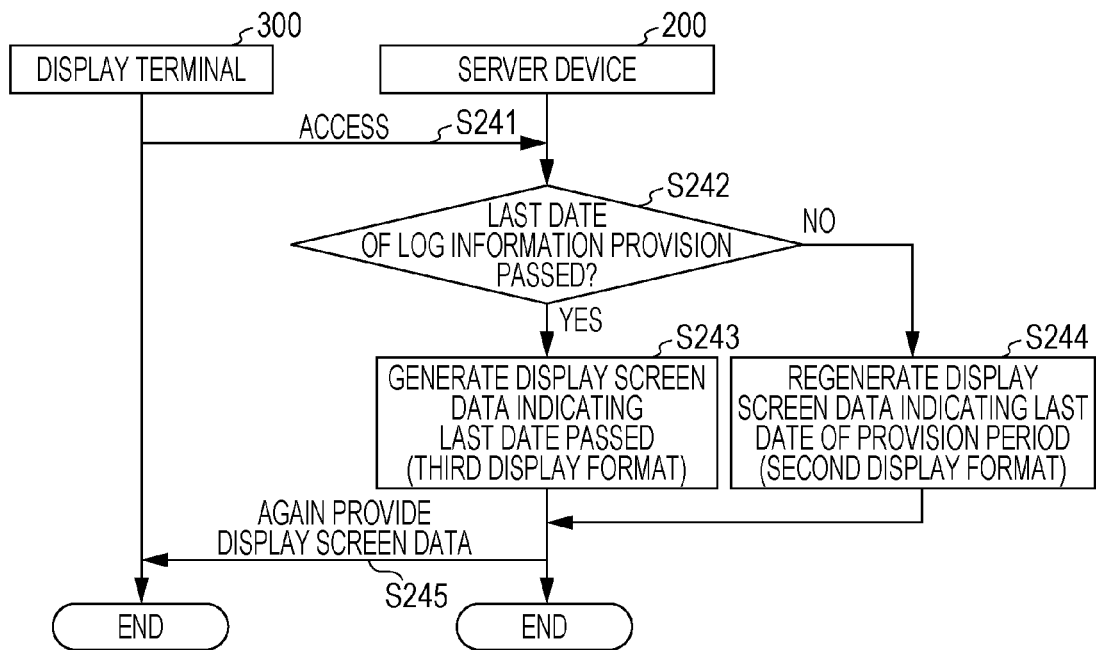 300
200
DISPLAY TERMINAL
SERVER DEVICE
ACCESS
S241
S242
LAST DATE
OF LOG INFORMATION PROVISION
PASSED?
NO
YES
S243
S244
GENERATE DISPLAY SCREEN
DATA INDICATING
LAST DATE PASSED
(THIRD DISPLAY FORMAT)
REGENERATE DISPLAY
SCREEN DATA INDICATING LAST
DATE OF PROVISION PERIOD
(SECOND DISPLAY FORMAT)
AGAIN PROVIDE
DISPLAY SCREEN DATA
S245
END
END